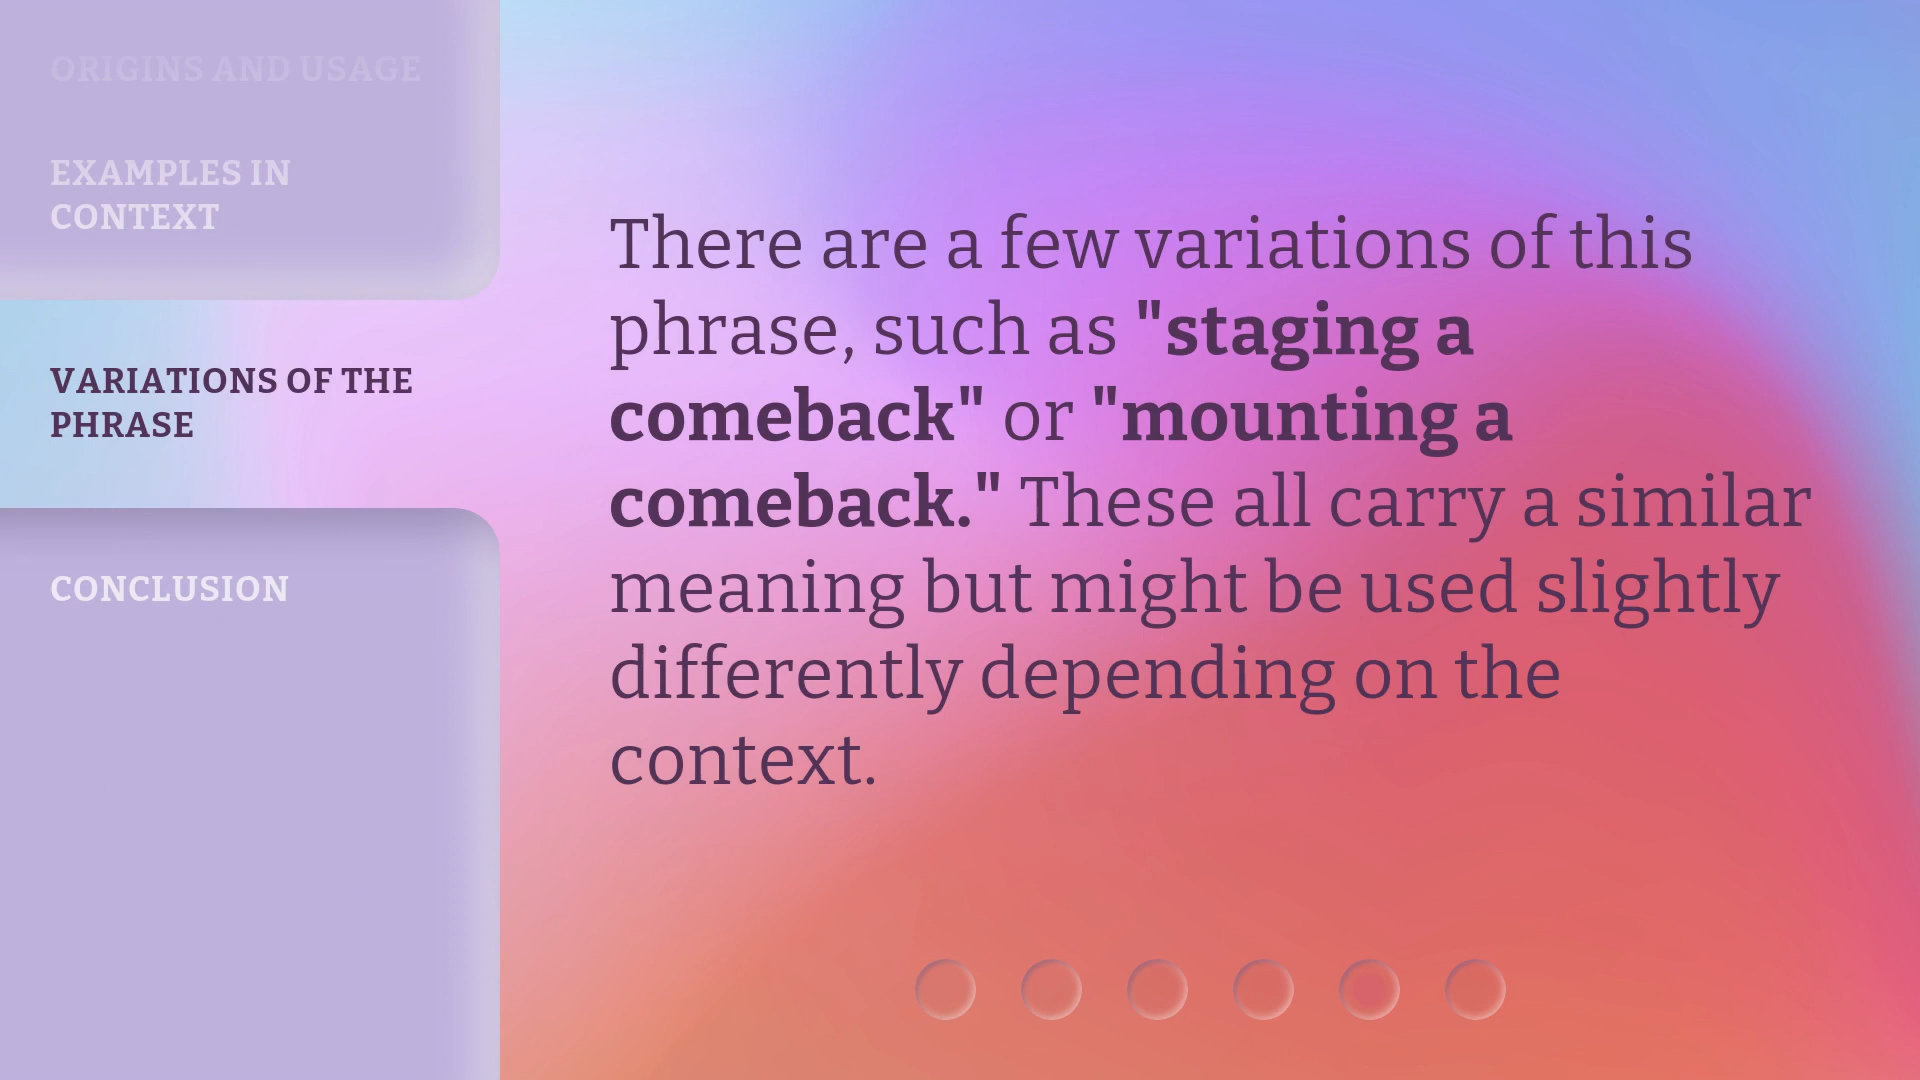 ORIGINS AND USAGE
EXAMPLES IN
CONTEXT
VARIATIONS OF THE
PHRASE
CONCLUSION
There are a few variations of this
phrase, such as "staging a
comeback" or "mounting a
comeback." These all carry a similar
meaning but might be used slightly
differently depending on the
context.